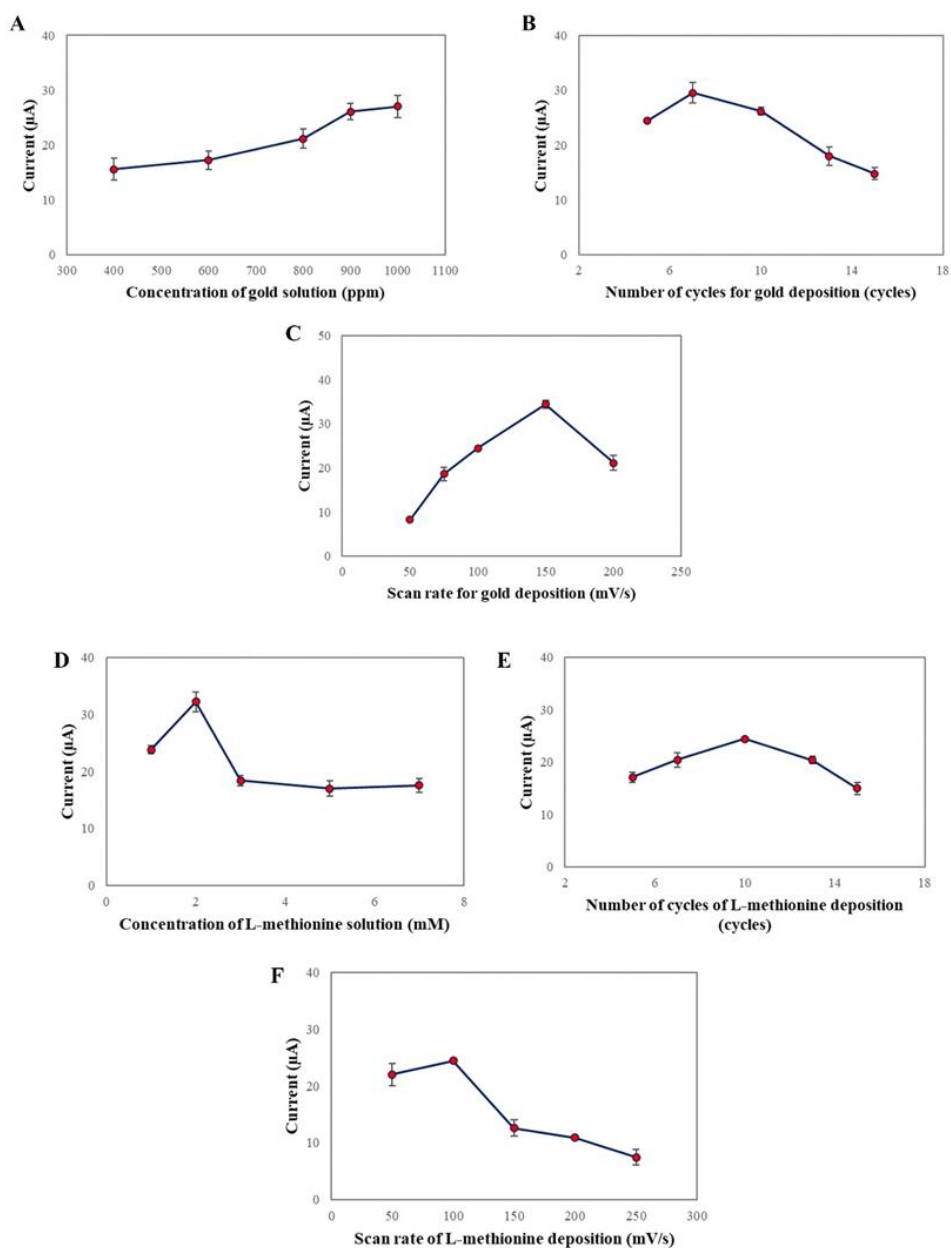 A
40
30
20
10
0
Current (µA)
300 400 500 600 700 800 900 1000 1100
Concentration of gold solution (ppm)
B
40
30
20
10
0
Current (µA)
2 6 10 14 18
Number of cycles for gold deposition (cycles)
C
50
40
30
20
10
0
Current (µA)
0 50 100 150 200 250
Scan rate for gold deposition (mV/s)
D
40
30
20
10
0
Current (µA)
0 2 4 6 8
Concentration of L-methionine solution (mM)
E
40
30
20
10
0
Current (µA)
2 6 10 14 18
Number of cycles of L-methionine deposition
(cycles)
F
40
30
20
10
0
Current (µA)
0 50 100 150 200 250 300
Scan rate of L-methionine deposition (mV/s)